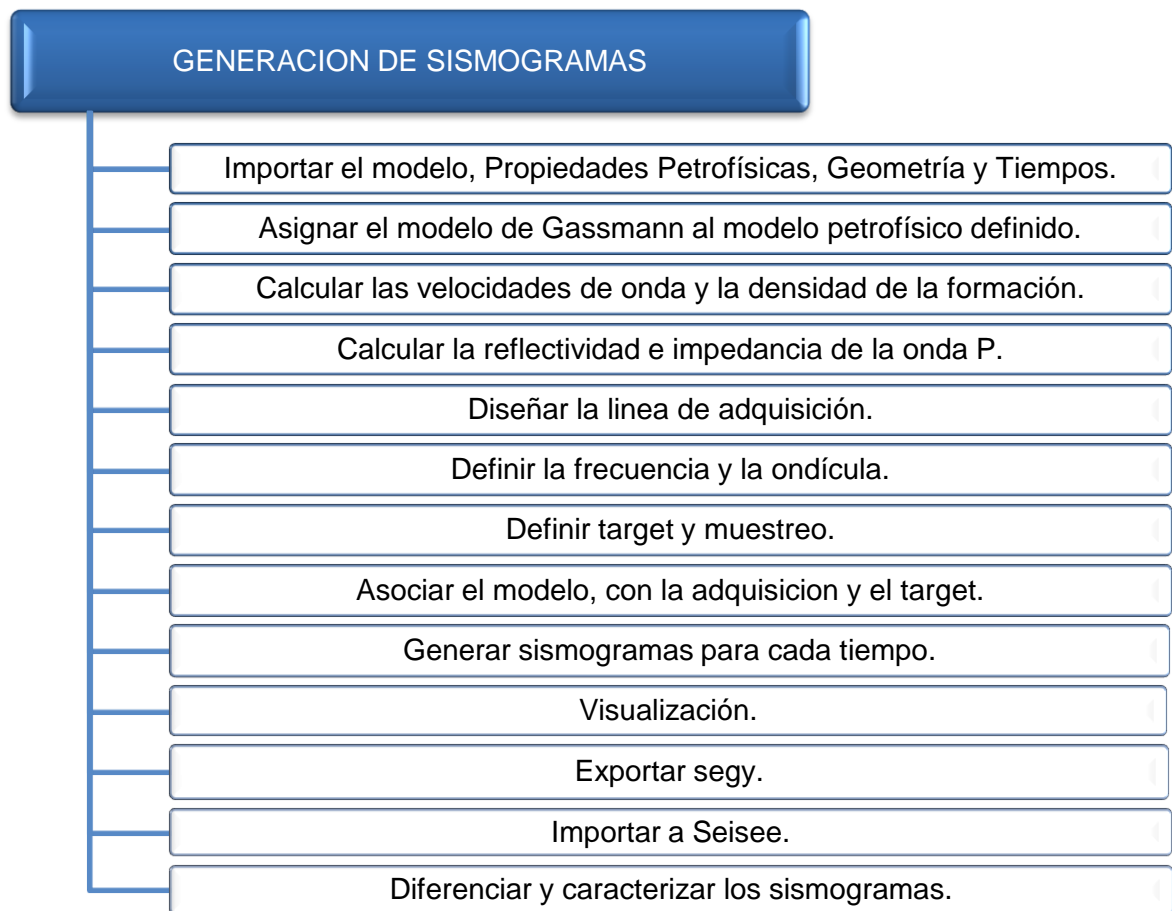 GENERACION DE SISMOGRAMAS
Importar el modelo, Propiedades Petrofísicas, Geometría y Tiempos.
Asignar el modelo de Gassmann al modelo petrofísico definido.
Calcular las velocidades de onda y la densidad de la formación.
Calcular la reflectividad e impedancia de la onda P.
Diseñar la linea de adquisición.
Definir la frecuencia y la ondícula.
Definir target y muestreo.
Asociar el modelo, con la adquisicion y el target.
Generar sismogramas para cada tiempo.
Visualización.
Exportar segy.
Importar a Seisee.
Diferenciar y caracterizar los sismogramas.